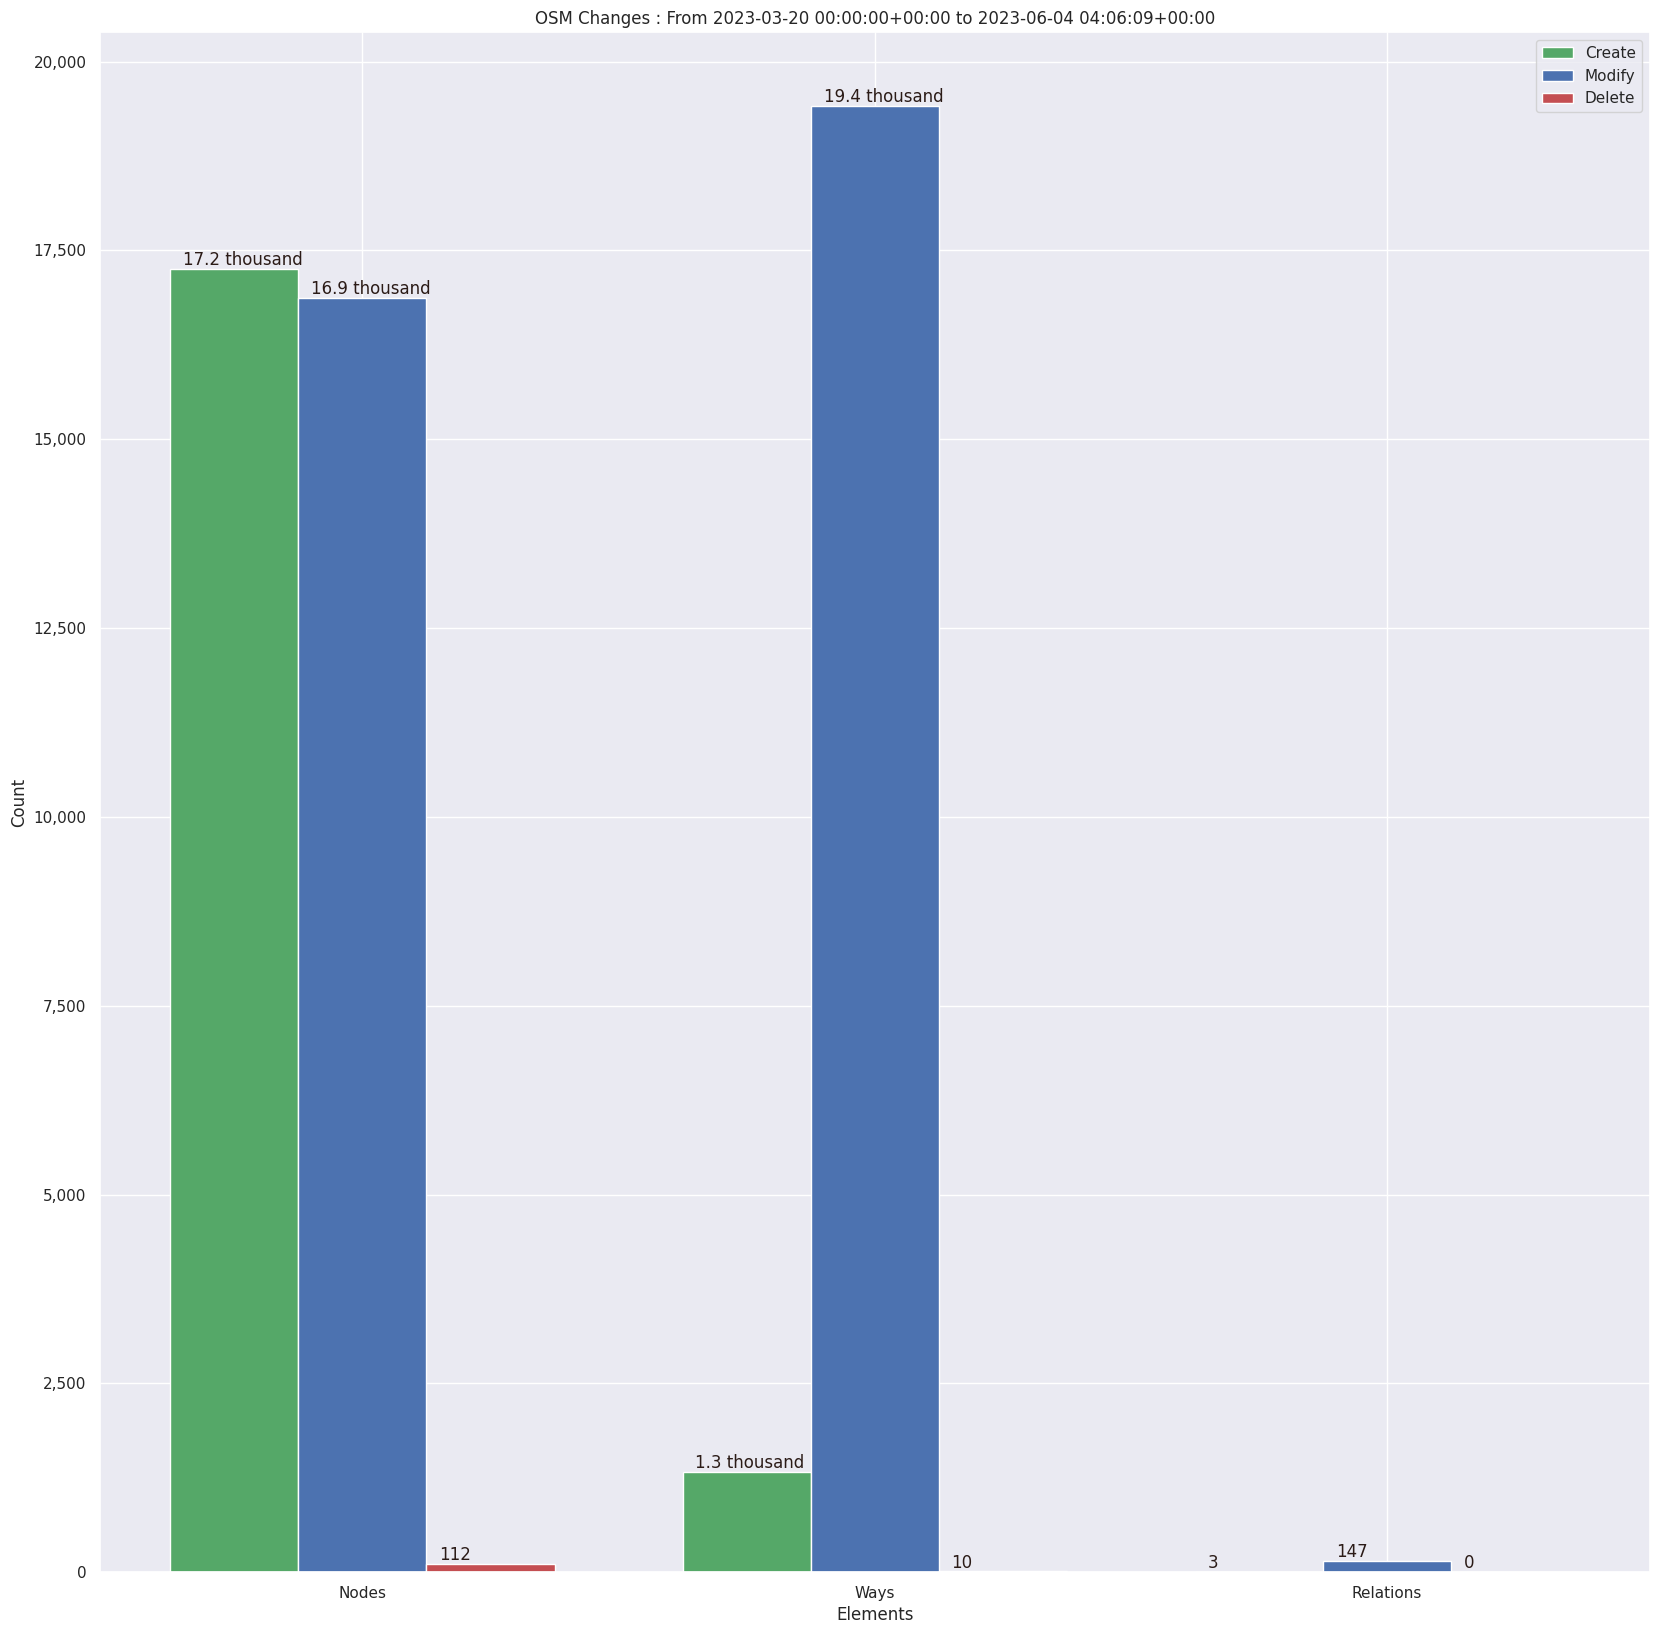 OSM Changes : From 2023-03-20 00:00:00+00:00 to 2023-06-04 04:06:09+00:00
Create
Modify
Delete
20,000
17,500
15,000
12,500
10,000
7,500
5,000
2,500
0
Count
17.2 thousand
16.9 thousand
112
1.3 thousand
19.4 thousand
10
3
147
0
Nodes
Ways
Relations
Elements